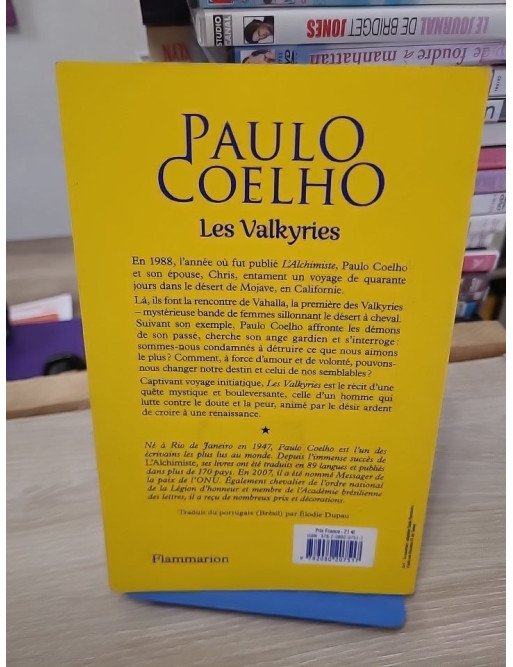 STUDIO
CANAL
LE JOURNAL DE BRIDGET JONES
de foudre à manhattan
PAULO
COELHO
Les Valkyries
En 1988, l'année où fut publié L'Alchimiste, Paulo Coelho
et son épouse, Chris, entament un voyage de quarante
jours dans le désert de Mojave, en Californie.
Là, ils font la rencontre de Vahalla, la première des Valkyries
– mystérieuse bande de femmes sillonnant le désert à cheval.
Suivant son exemple, Paulo Coelho affronte les démons
de son passé, cherche son ange gardien et s'interroge :
sommes-nous condamnés à détruire ce que nous aimons
le plus ? Comment, à force d'amour et de volonté, pouvons-
nous changer notre destin et celui de nos semblables ?
Captivant voyage initiatique, Les Valkyries est le récit d'une
quête mystique et bouleversante, celle d'un homme qui
lutte contre le doute et la peur, animé par le désir ardent
de croire à une renaissance.
Né à Rio de Janeiro en 1947, Paulo Coelho est l'un des
écrivains les plus lus au monde. Depuis l'immense succès de
L'Alchimiste, ses livres ont été traduits en 89 langues et publiés
dans plus de 170 pays. En 2007, il a été nommé Messager de
la paix de l'ONU. Également chevalier de l'ordre national
de la Légion d'honneur et membre de l'Académie brésilienne
des lettres, il a reçu de nombreux prix et décorations.
Traduit du portugais (Brésil) par Élodie Dupau
Prix France
Flammarion